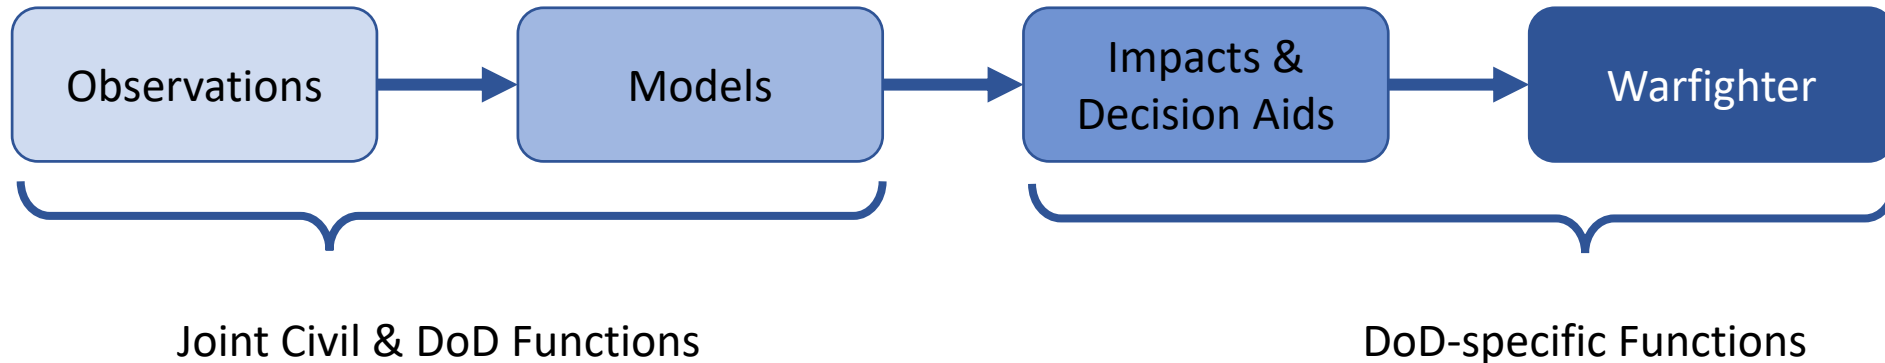 Observations
Models
Impacts &
Decision Aids
Warfighter
Joint Civil & DoD Functions
DoD-specific Functions